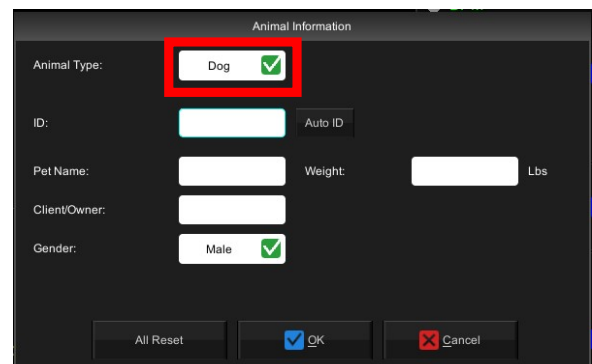 Animal Information
Animal Type: Dog
ID: Auto ID
Pet Name: Weight: Lbs
Client/Owner:
Gender: Male
All Reset OK Cancel